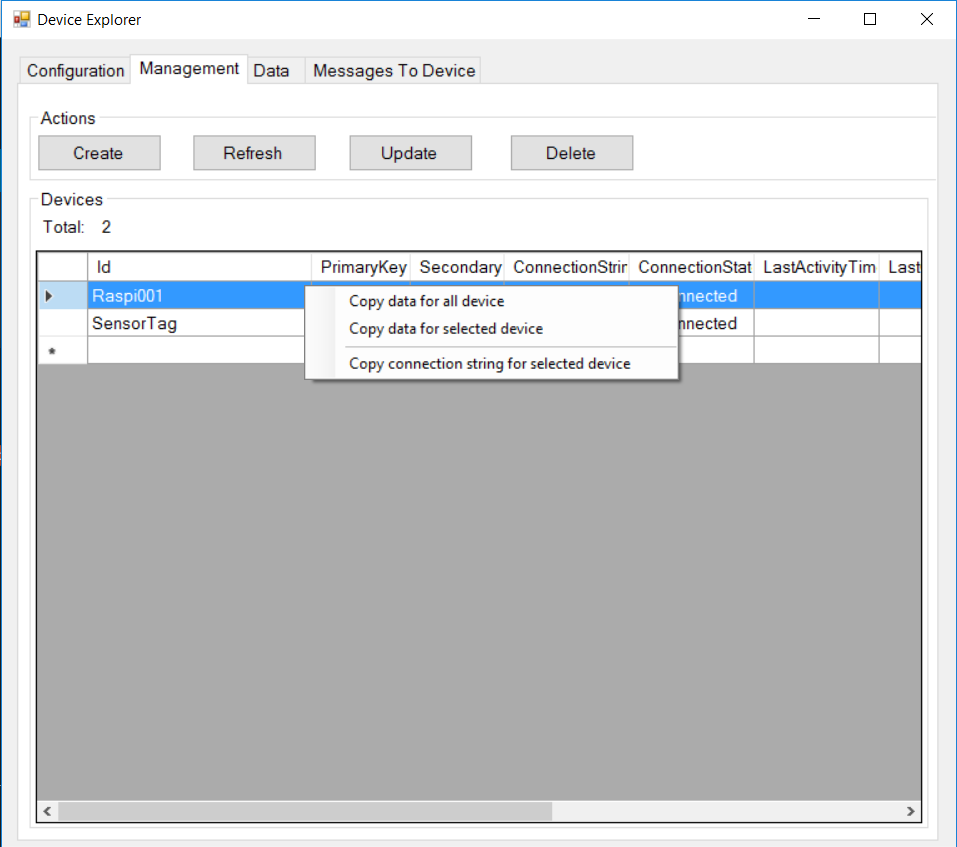 Device Explorer
Configuration Management Data Messages To Device
Actions
Create Refresh Update Delete
Devices
Total: 2
Id PrimaryKey Secondary ConnectionStrin ConnectionStat LastActivityTim Last
Raspi001 nnected
Copy data for all device
SensorTag nnected
Copy data for selected device
*
Copy connection string for selected device